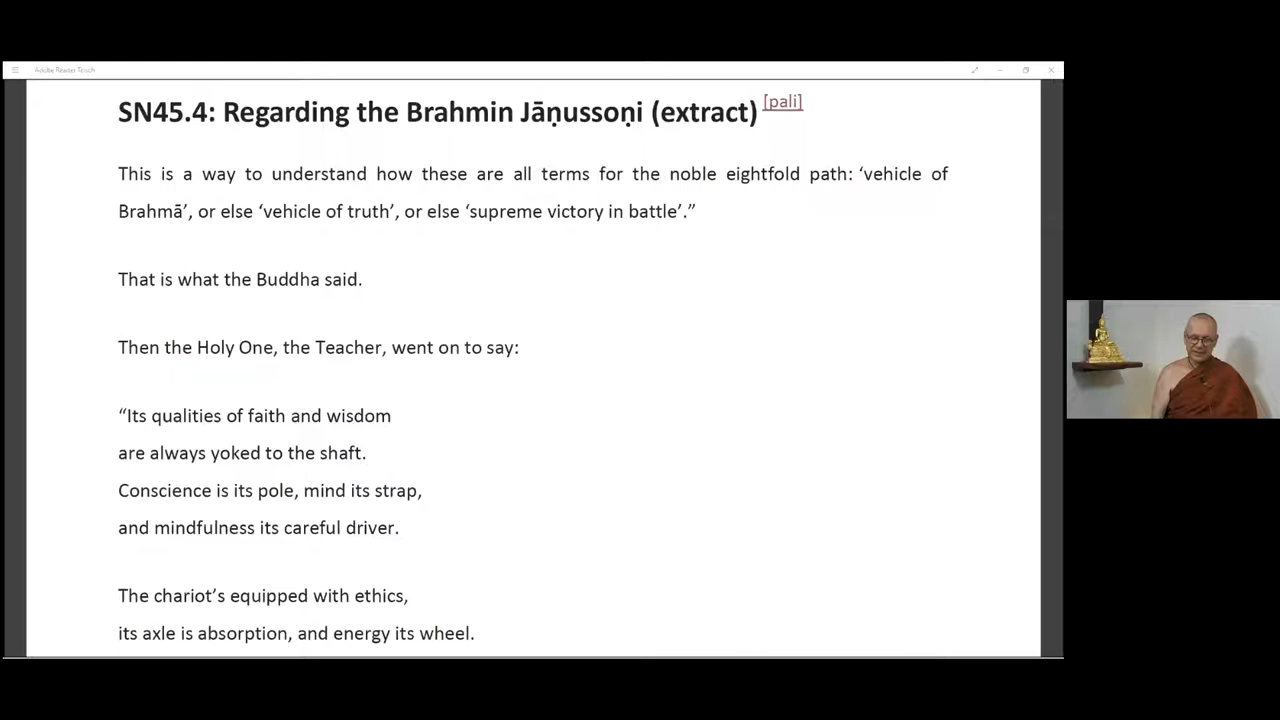 Adobe Reader Touch
SN45.4: Regarding the Brahmin Jāṇussoṇi (extract) [pali]
This is a way to understand how these are all terms for the noble eightfold path: ‘vehicle of
Brahmā’, or else ‘vehicle of truth’, or else ‘supreme victory in battle’.”
That is what the Buddha said.
Then the Holy One, the Teacher, went on to say:
“Its qualities of faith and wisdom
are always yoked to the shaft.
Conscience is its pole, mind its strap,
and mindfulness its careful driver.
The chariot’s equipped with ethics,
its axle is absorption, and energy its wheel.